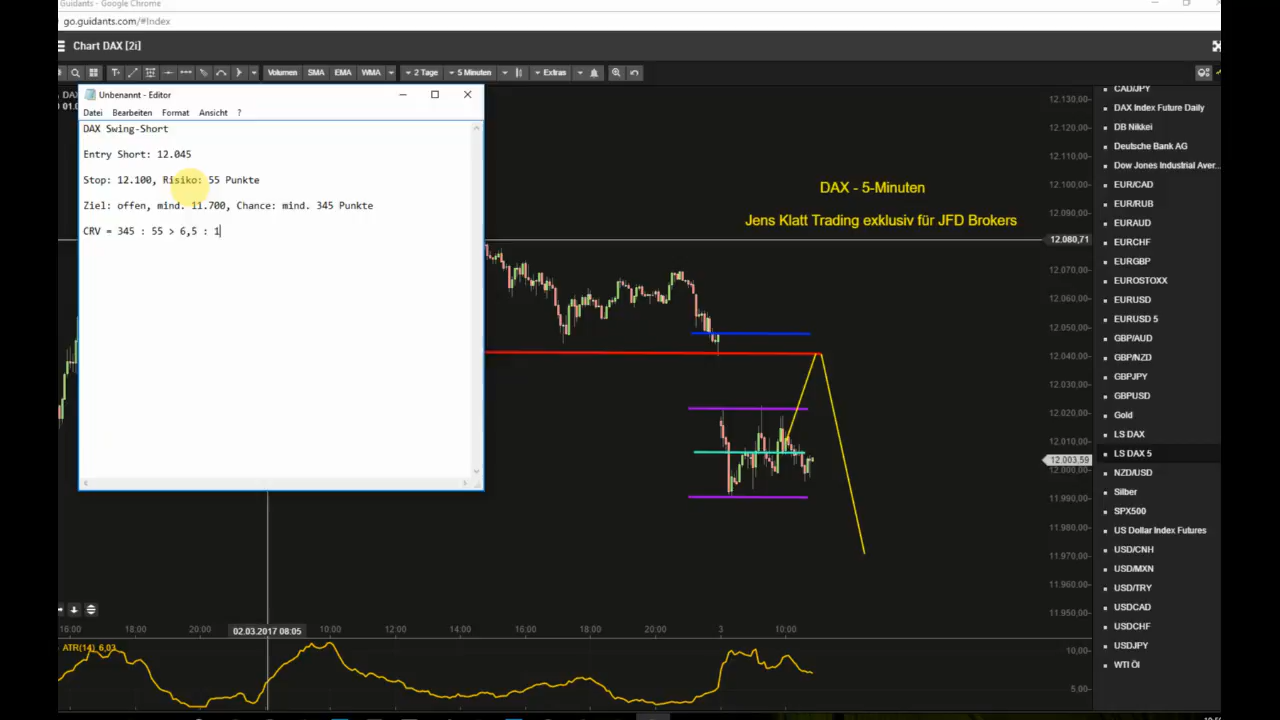 Guidants - Google Chrome
go.guidants.com/#Index
Chart DAX [2i]
Volumen SMA EMA WMA 2 Tage 5 Minuten Extras
Unbenannt - Editor
Datei Bearbeiten Format Ansicht ?
DAX Swing-Short
Entry Short: 12.045
Stop: 12.100, Risiko: 55 Punkte
Ziel: offen, mind. 11.700, Chance: mind. 345 Punkte
CRV = 345 : 55 > 6,5 : 1
DAX - 5-Minuten
Jens Klatt Trading exklusiv für JFD Brokers
12.130,00
12.120,00
12.110,00
12.100,00
12.090,00
12.080,71
12.070,00
12.060,00
12.050,00
12.040,00
12.030,00
12.020,00
12.010,00
12.003,59
12.000,00
11.990,00
11.980,00
11.970,00
11.960,00
11.950,00
CAD/JPY
DAX Index Future Daily
DB Nikkei
Deutsche Bank AG
Dow Jones Industrial Aver...
EUR/CAD
EUR/RUB
EURAUD
EURCHF
EURGBP
EURJPY
EUROSTOXX
EURUSD
EURUSD 5
GBP/AUD
GBP/NZD
GBPJPY
GBPUSD
Gold
LS DAX
LS DAX 5
NZD/USD
Silber
SPX500
US Dollar Index Futures
USD/CNH
USD/MXN
USD/TRY
USDCAD
USDCHF
USDJPY
WTI Öl
16:00 18:00 20:00 02.03.2017 08:05 10:00 12:00 14:00 16:00 18:00 20:00 3 10:00
ATR(14) 6,03
10,00
5,00